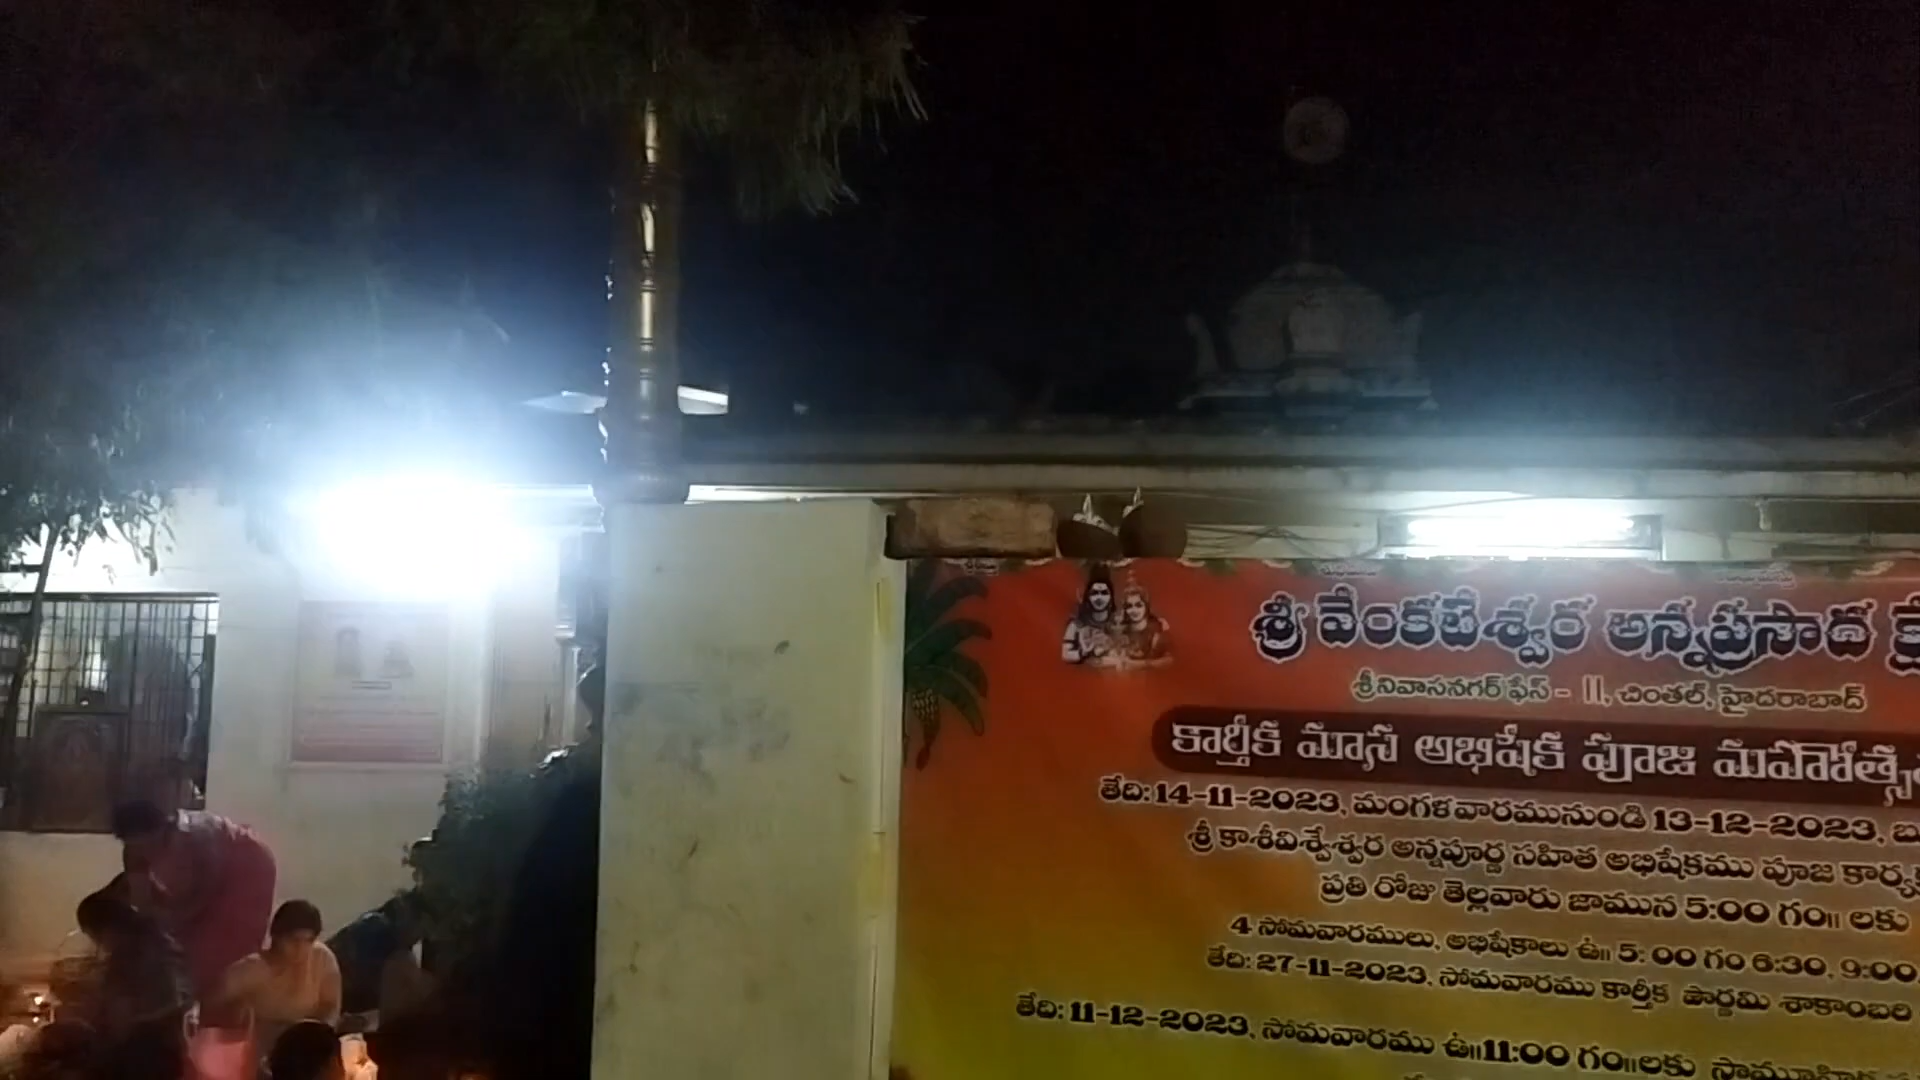 శ్రీ వేంకటేశ్వర అన్నప్రసాద
శ్రీనివాసనగర్ ఫేస్ - II, చింతల్, హైదరాబాద్
కార్తీక మాస అభిషేక పూజ
తేది: 14-11-2023, మంగళవారమునుండి 13-12-2023,
శ్రీ కాశీవిశ్వేశ్వర అన్నపూర్ణ సహిత అభిషేకము పూజ
ప్రతి రోజు తెల్లవారు జామున 5:00 గం॥ లకు
4 సోమవారములు, అభిషేకాలు ఉ॥ 5: 00 గం 6:30, 9:00,
తేది: 27-11-2023, సోమవారము కార్తీక పౌర్ణమి శాకాంబరి
తేది: 11-12-2023, సోమవారము ఉ॥11:00 గం॥లకు